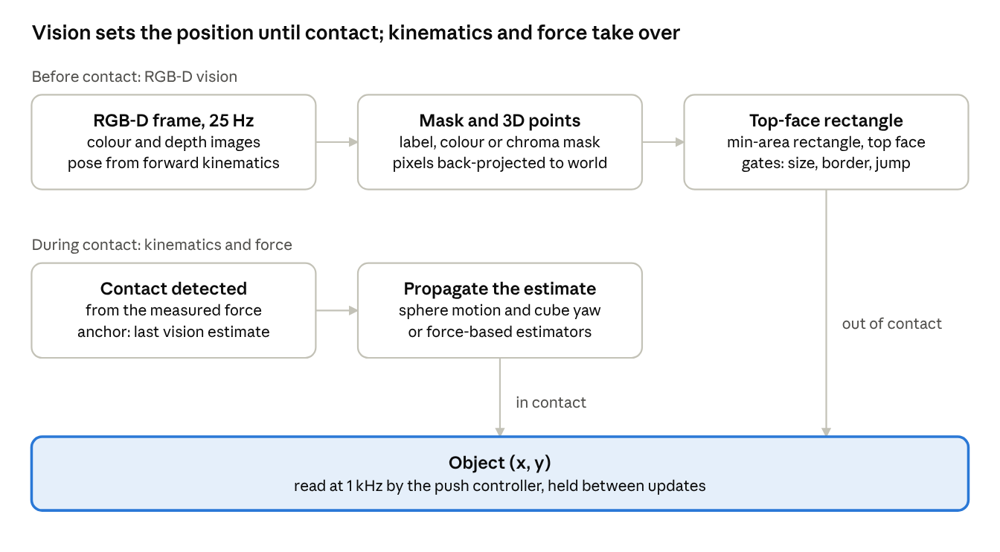 Vision sets the position until contact; kinematics and force take over
Before contact: RGB-D vision
RGB-D frame, 25 Hz
colour and depth images
pose from forward kinematics
Mask and 3D points
label, colour or chroma mask
pixels back-projected to world
Top-face rectangle
min-area rectangle, top face
gates: size, border, jump
During contact: kinematics and force
Contact detected
from the measured force
anchor: last vision estimate
Propagate the estimate
sphere motion and cube yaw
or force-based estimators
out of contact
in contact
Object (x, y)
read at 1 kHz by the push controller, held between updates